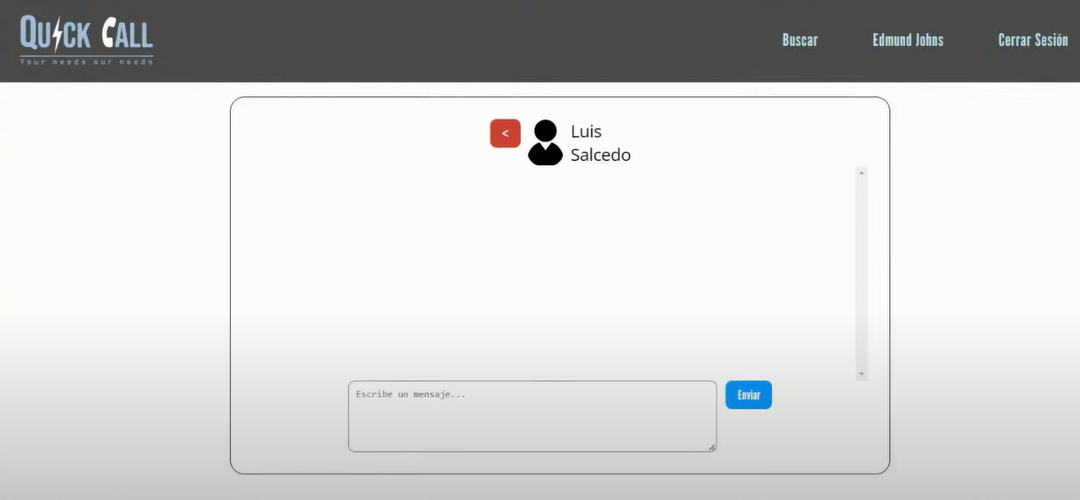 QUICK CALL
Your needs our needs
Buscar
Edmund Johns
Cerrar Sesión
<
Luis
Salcedo
Escribe un mensaje...
Enviar